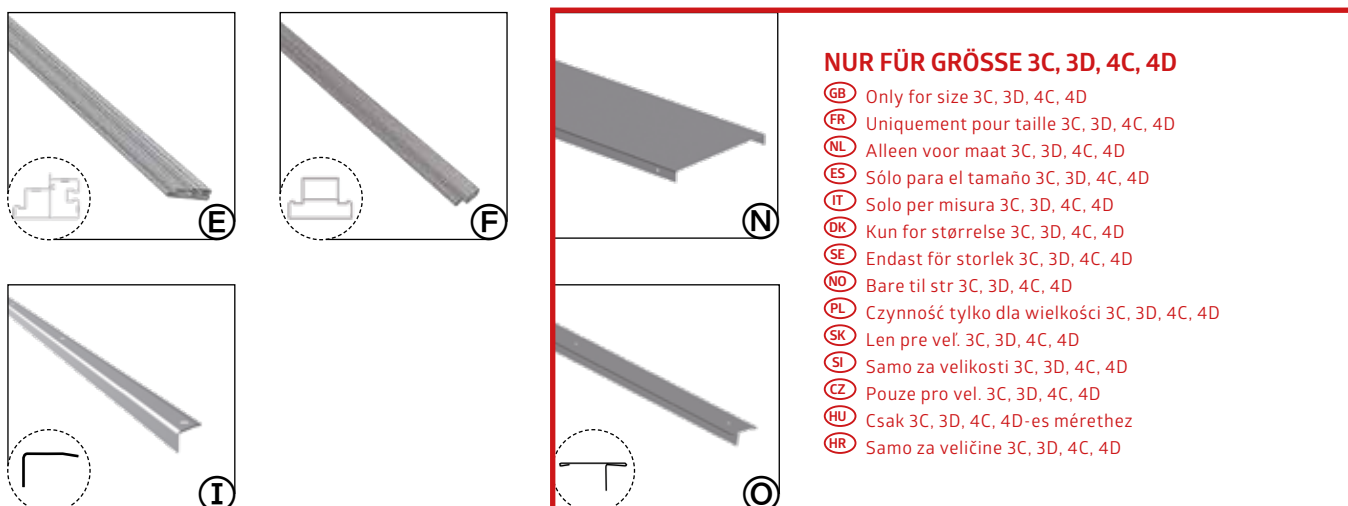 E
F
N
I
O
NUR FÜR GRÖSSE 3C, 3D, 4C, 4D
GB Only for size 3C, 3D, 4C, 4D
FR Uniquement pour taille 3C, 3D, 4C, 4D
NL Alleen voor maat 3C, 3D, 4C, 4D
ES Sólo para el tamaño 3C, 3D, 4C, 4D
IT Solo per misura 3C, 3D, 4C, 4D
DK Kun for størrelse 3C, 3D, 4C, 4D
SE Endast för storlek 3C, 3D, 4C, 4D
NO Bare til str 3C, 3D, 4C, 4D
PL Czynność tylko dla wielkości 3C, 3D, 4C, 4D
SK Len pre veľ. 3C, 3D, 4C, 4D
SI Samo za velikosti 3C, 3D, 4C, 4D
CZ Pouze pro vel. 3C, 3D, 4C, 4D
HU Csak 3C, 3D, 4C, 4D-es mérethez
HR Samo za veličine 3C, 3D, 4C, 4D